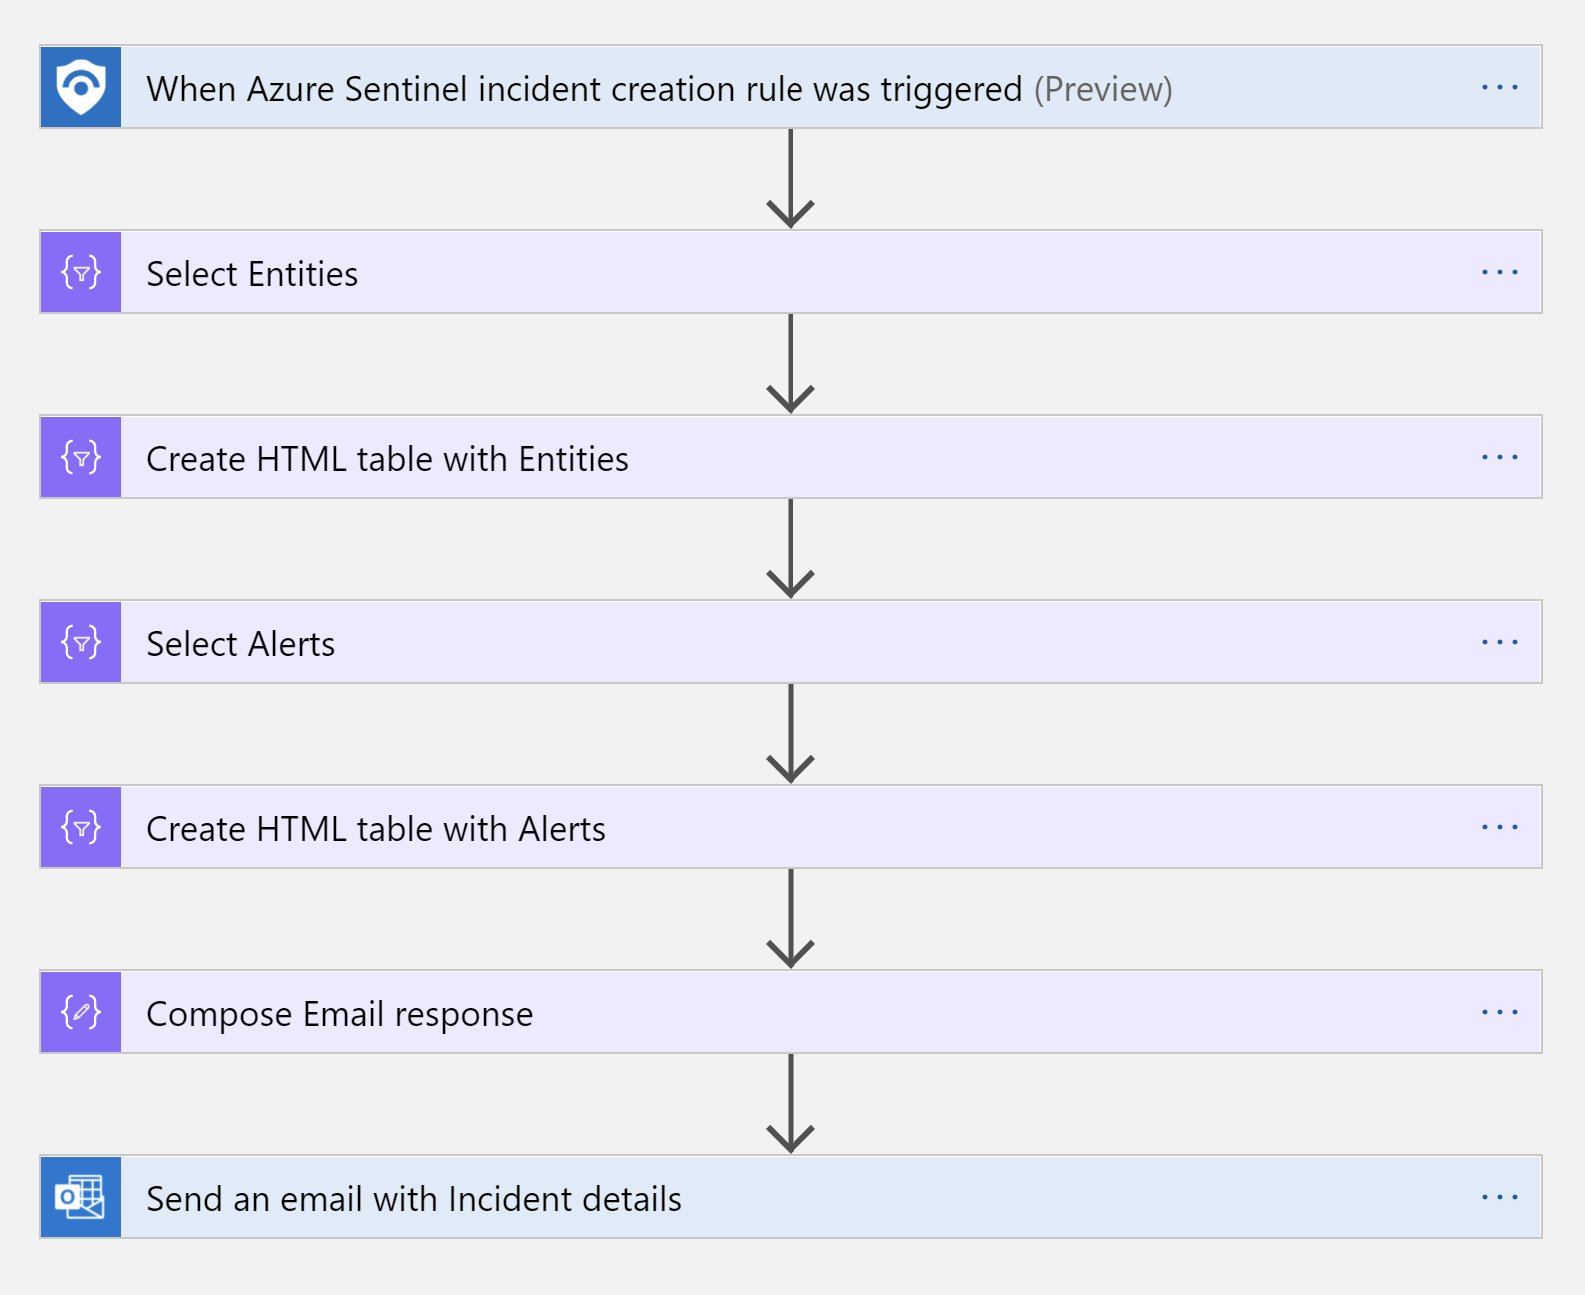 When Azure Sentinel incident creation rule was triggered (Preview)
Select Entities
Create HTML table with Entities
Select Alerts
Create HTML table with Alerts
Compose Email response
Send an email with Incident details